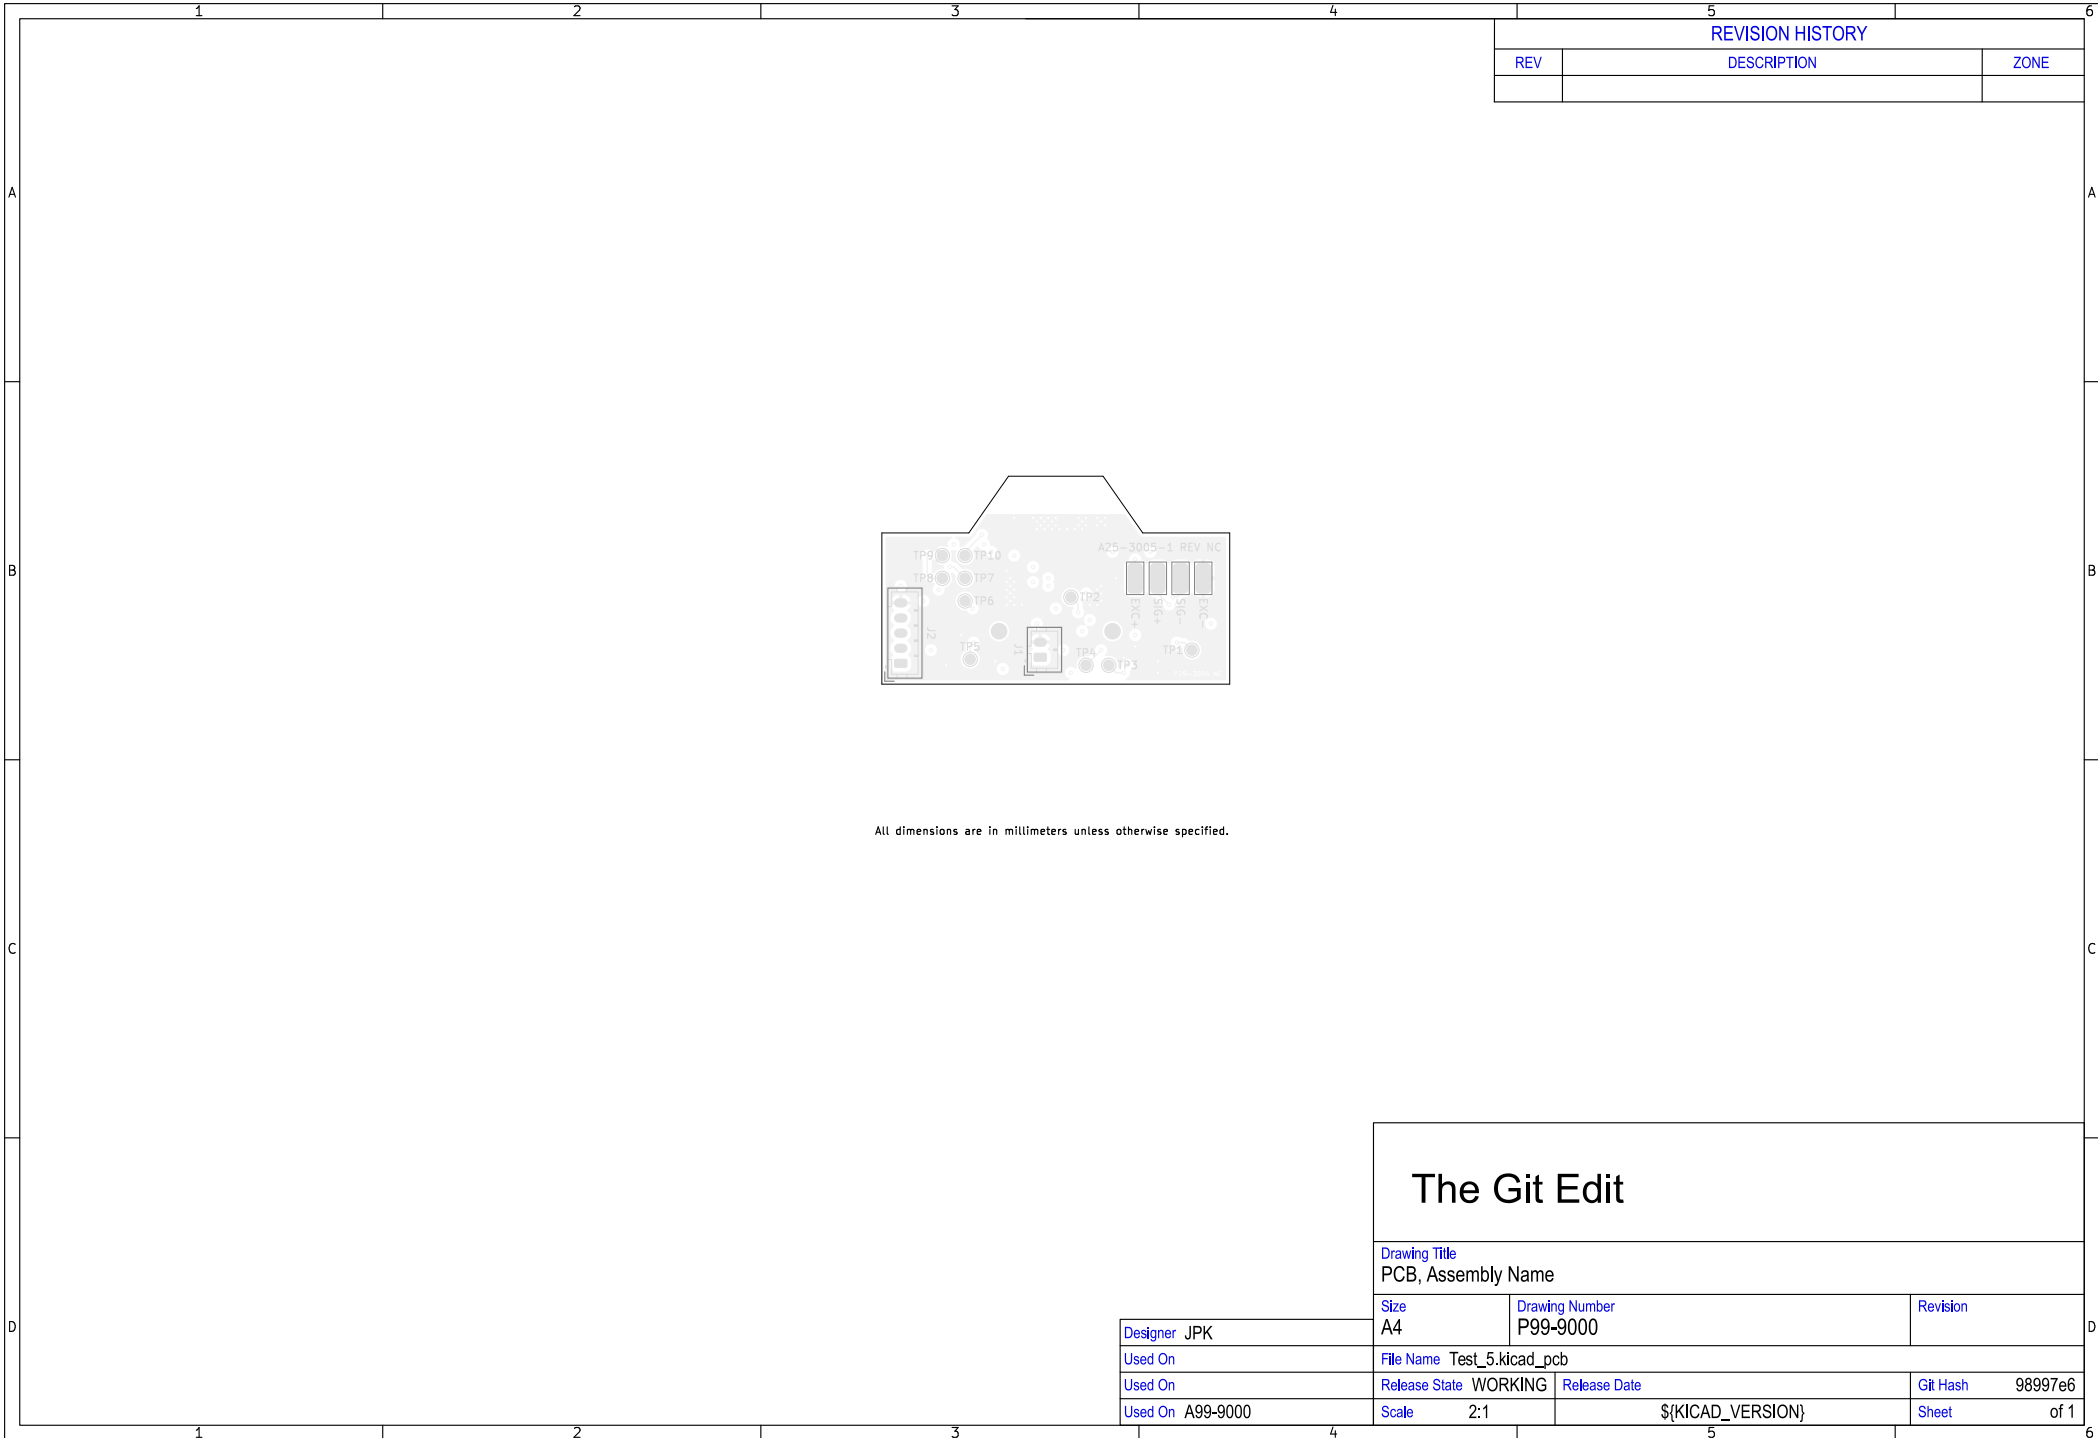 1 2 3 4 5 6
REVISION HISTORY
REV DESCRIPTION ZONE
A A
B B
A25-3005-1 REV NC
TP9 TP10
TP8 TP7
TP6 TP2
EXC+ SIG+ SIG- EXC-
J2 J1
TP5 TP4 TP3 TP1
All dimensions are in millimeters unless otherwise specified.
C C
The Git Edit
Drawing Title
PCB, Assembly Name
Size Drawing Number Revision
A4 P99-9000
D D
Designer JPK
Used On File Name Test_5.kicad_pcb
Used On Release State WORKING Release Date Git Hash 98997e6
Used On A99-9000 Scale 2:1 ${KICAD_VERSION} Sheet of 1
1 2 3 4 5 6